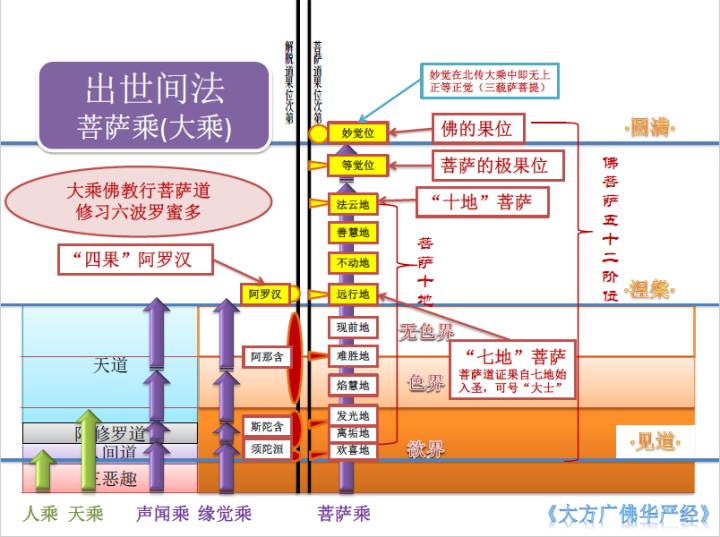 出世间法
菩萨乘(大乘)
大乘佛教行菩萨道
修习六波罗蜜多
解脱道果位次第
菩萨道果位次第
妙觉在北传大乘中即无上
正等正觉（三藐萨菩提）
妙觉位
佛的果位
·圆满·
等觉位
菩萨的极果位
法云地
“十地”菩萨
善慧地
不动地
“四果”阿罗汉
阿罗汉
远行地
·涅槃·
菩萨十地
佛菩萨五十二阶位
现前地
无色界
阿那含
难胜地
“七地”菩萨
菩萨道证果自七地始
入圣，可号“大士”
天道
色界
焰慧地
发光地
斯陀含
离垢地
阿修罗道
须陀洹
欢喜地
欲界
·见道·
人间道
三恶趣
人乘
天乘
声闻乘
缘觉乘
菩萨乘
《大方广佛华严经》